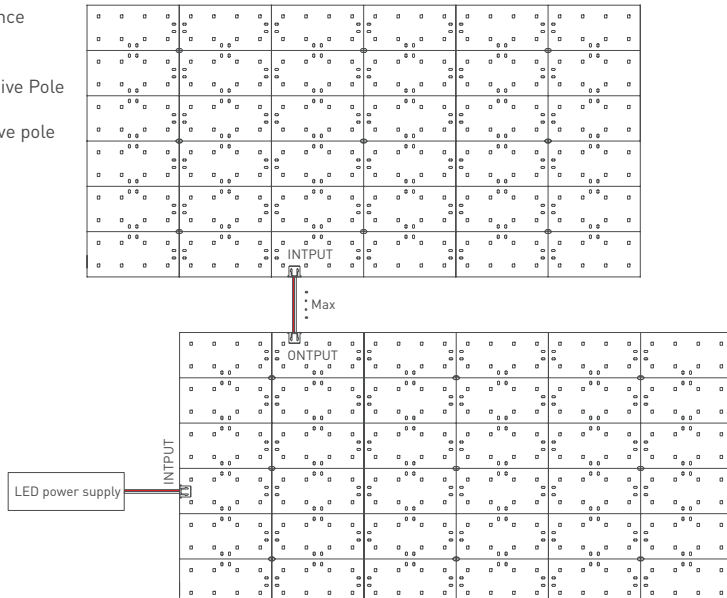 nce
ive Pole
ve pole
INTPUT
Max
ONTPUT
INTPUT
LED power supply